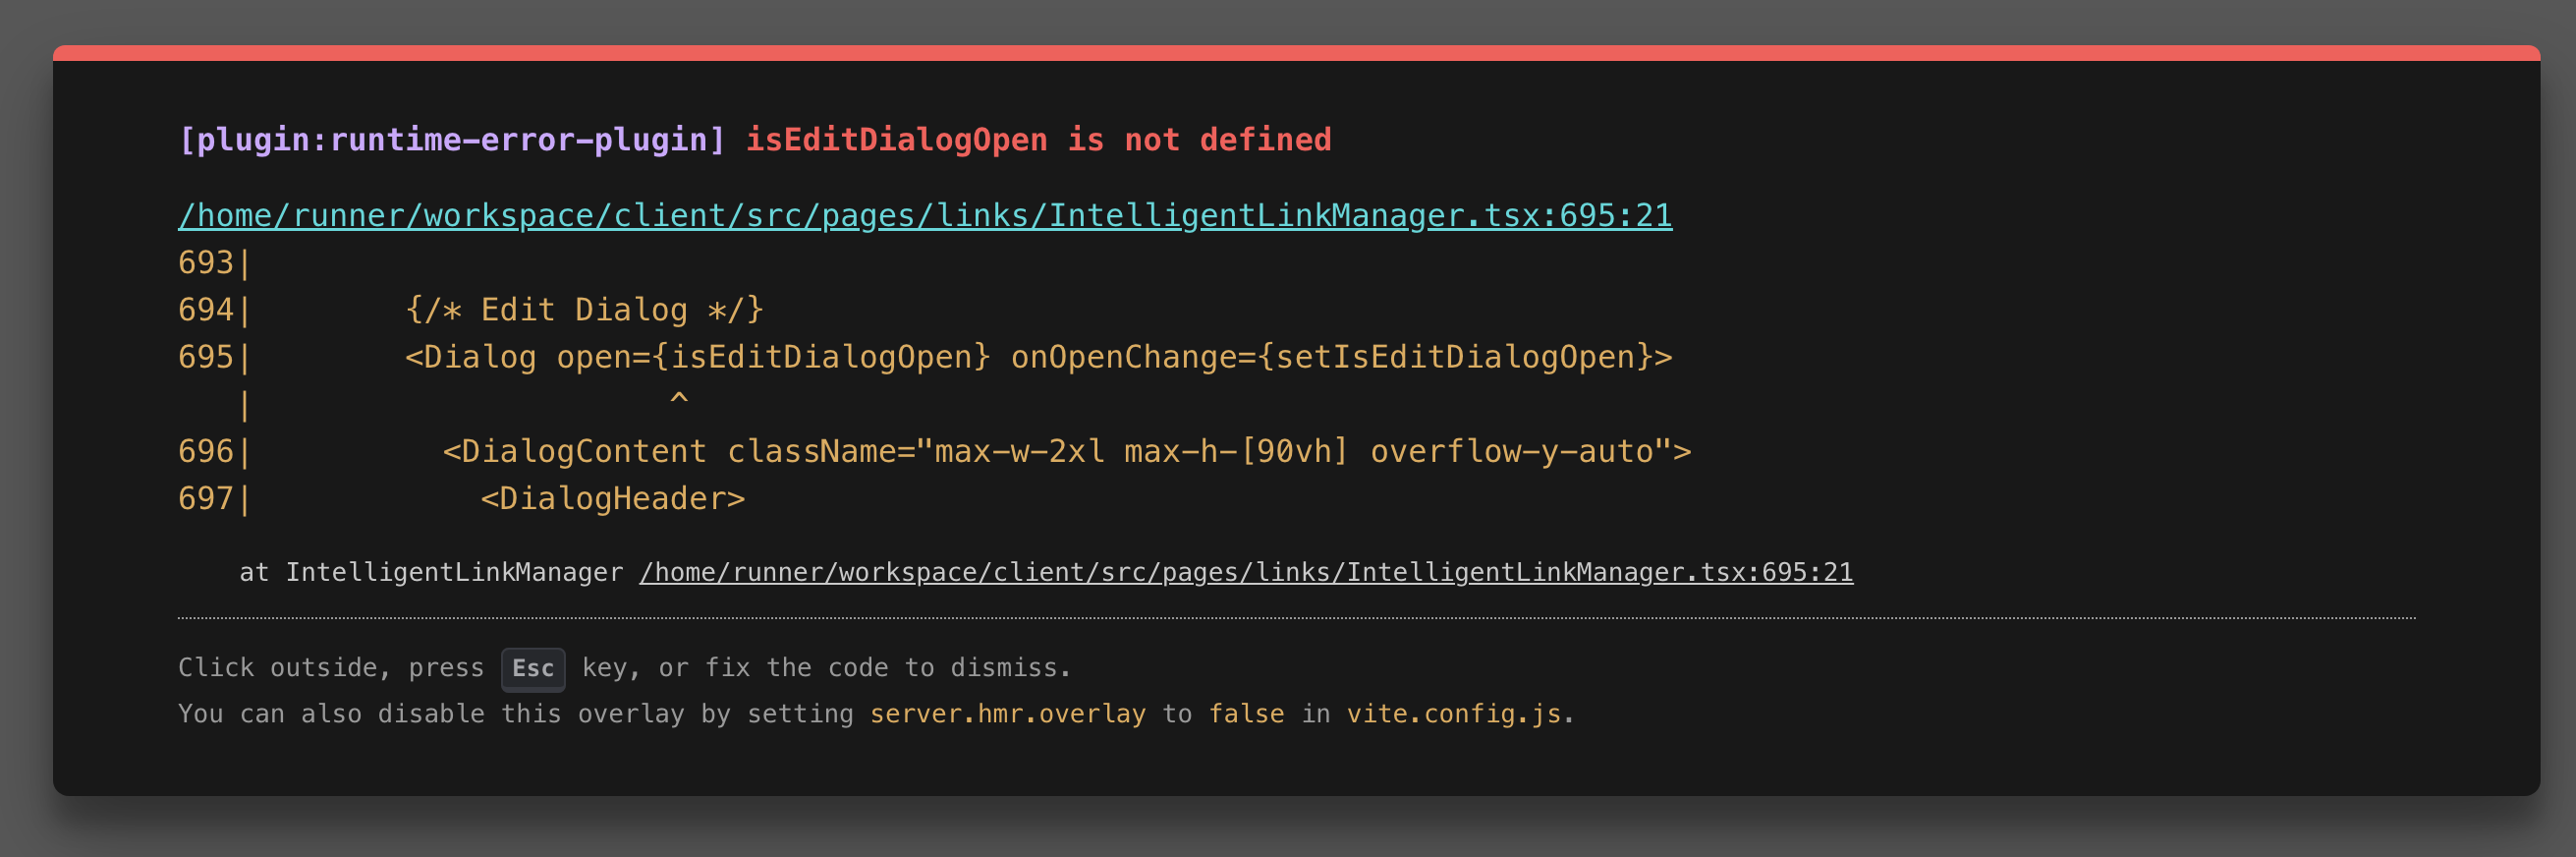 [plugin:runtime-error-plugin] isEditDialogOpen is not defined
/home/runner/workspace/client/src/pages/links/IntelligentLinkManager.tsx:695:21
693|
694|        {/* Edit Dialog */}
695|        <Dialog open={isEditDialogOpen} onOpenChange={setIsEditDialogOpen}>
   |                      ^
696|          <DialogContent className="max-w-2xl max-h-[90vh] overflow-y-auto">
697|            <DialogHeader>
    at IntelligentLinkManager /home/runner/workspace/client/src/pages/links/IntelligentLinkManager.tsx:695:21
Click outside, press Esc key, or fix the code to dismiss.
You can also disable this overlay by setting server.hmr.overlay to false in vite.config.js.